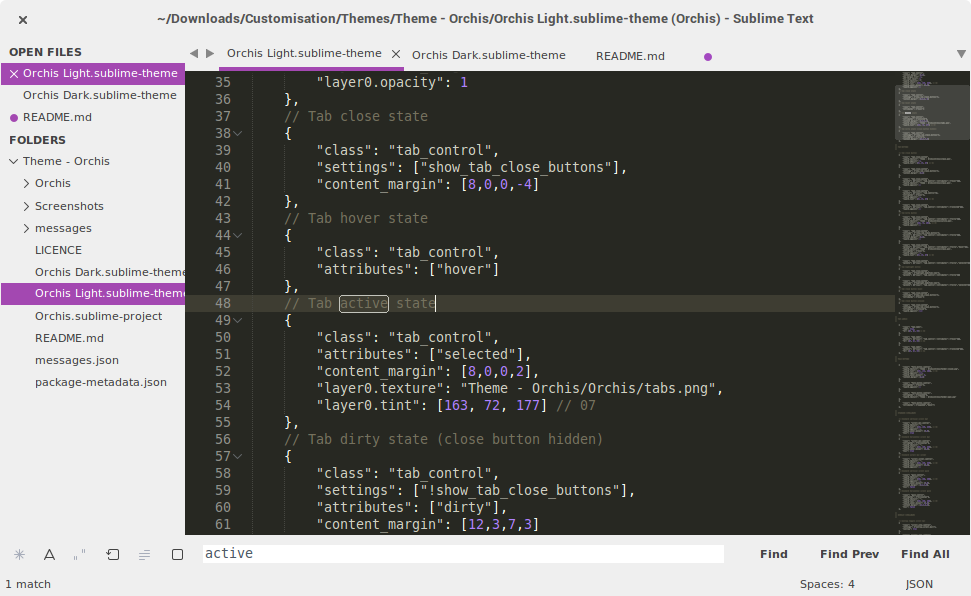 ~/Downloads/Customisation/Themes/Theme - Orchis/Orchis Light.sublime-theme (Orchis) - Sublime Text
OPEN FILES
Orchis Light.sublime-theme
Orchis Dark.sublime-theme
README.md
FOLDERS
Theme - Orchis
Orchis
Screenshots
messages
LICENCE
Orchis Dark.sublime-theme
Orchis Light.sublime-theme
Orchis.sublime-project
README.md
messages.json
package-metadata.json
Orchis Light.sublime-theme Orchis Dark.sublime-theme README.md
35 "layer0.opacity": 1
36 },
37 // Tab close state
38 {
39 "class": "tab_control",
40 "settings": ["show_tab_close_buttons"],
41 "content_margin": [8,0,0,-4]
42 },
43 // Tab hover state
44 {
45 "class": "tab_control",
46 "attributes": ["hover"]
47 },
48 // Tab active state
49 {
50 "class": "tab_control",
51 "attributes": ["selected"],
52 "content_margin": [8,0,0,2],
53 "layer0.texture": "Theme - Orchis/Orchis/tabs.png",
54 "layer0.tint": [163, 72, 177] // 07
55 },
56 // Tab dirty state (close button hidden)
57 {
58 "class": "tab_control",
59 "settings": ["!show_tab_close_buttons"],
60 "attributes": ["dirty"],
61 "content_margin": [12,3,7,3]
active Find Find Prev Find All
1 match Spaces: 4 JSON